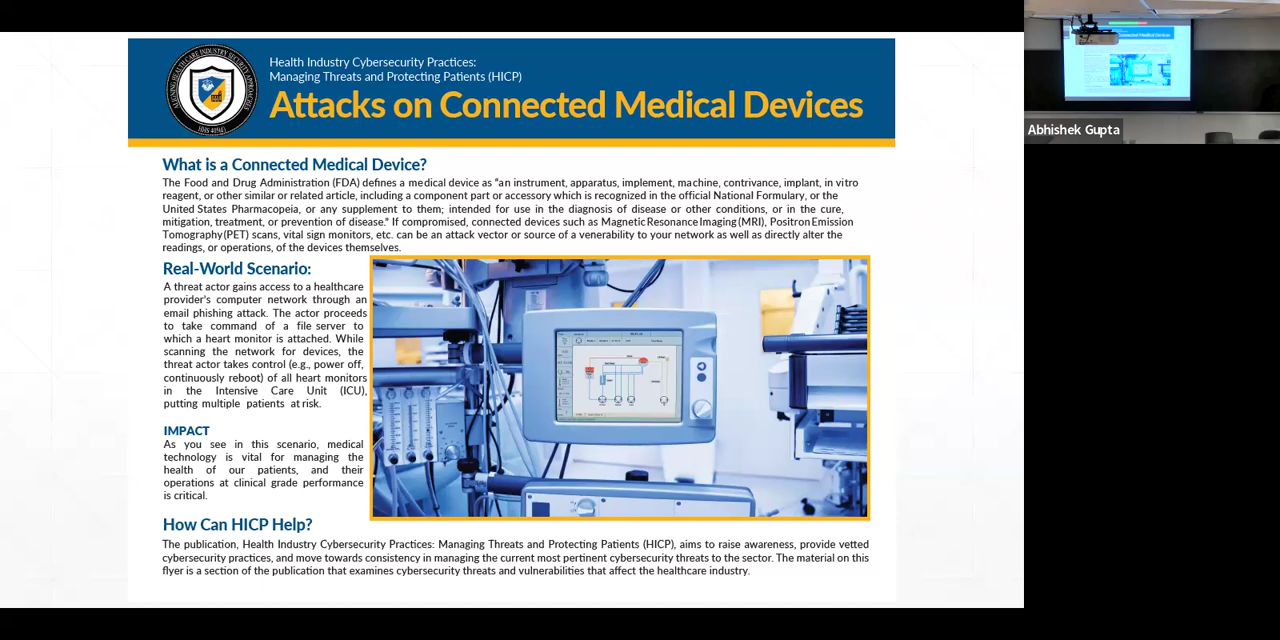 Health Industry Cybersecurity Practices:
Managing Threats and Protecting Patients (HICP)
Attacks on Connected Medical Devices
What is a Connected Medical Device?
The Food and Drug Administration (FDA) defines a medical device as "an instrument, apparatus, implement, machine, contrivance, implant, in vitro
reagent, or other similar or related article, including a component part or accessory which is recognized in the official National Formulary, or the
United States Pharmacopeia, or any supplement to them; intended for use in the diagnosis of disease or other conditions, or in the cure,
mitigation, treatment, or prevention of disease." If compromised, connected devices such as Magnetic Resonance Imaging (MRI), Positron Emission
Tomography (PET) scans, vital sign monitors, etc. can be an attack vector or source of a venerability to your network as well as directly alter the
readings, or operations, of the devices themselves.
Real-World Scenario:
A threat actor gains access to a healthcare
provider's computer network through an
email phishing attack. The actor proceeds
to take command of a file server to
which a heart monitor is attached. While
scanning the network for devices, the
threat actor takes control (e.g., power off,
continuously reboot) of all heart monitors
in the Intensive Care Unit (ICU),
putting multiple patients at risk.
IMPACT
As you see in this scenario, medical
technology is vital for managing the
health of our patients, and their
operations at clinical grade performance
is critical.
How Can HICP Help?
The publication, Health Industry Cybersecurity Practices: Managing Threats and Protecting Patients (HICP), aims to raise awareness, provide vetted
cybersecurity practices, and move towards consistency in managing the current most pertinent cybersecurity threats to the sector. The material on this
flyer is a section of the publication that examines cybersecurity threats and vulnerabilities that affect the healthcare industry.
Connected Medical Devices
Abhishek Gupta